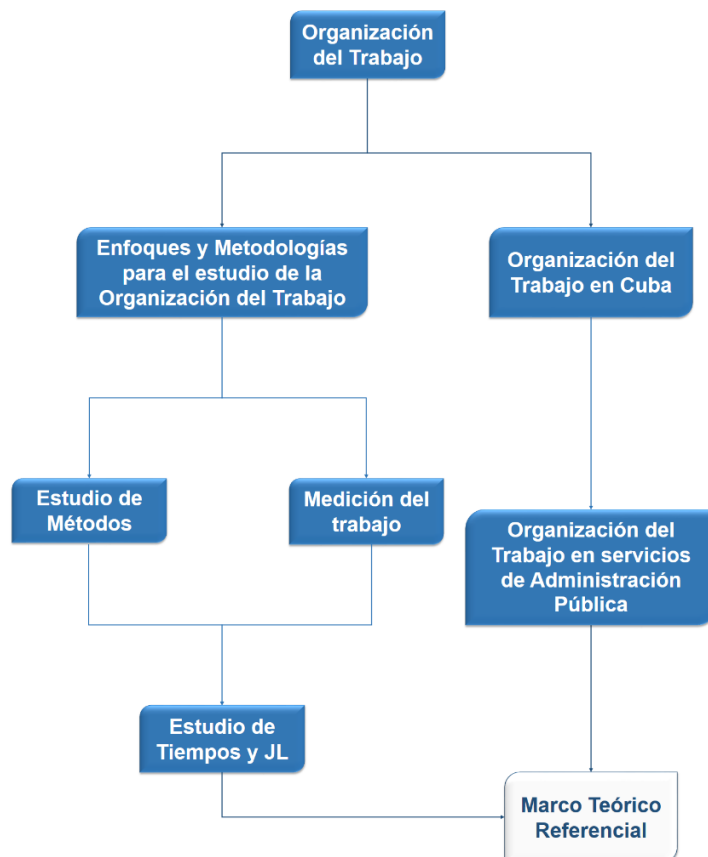 Organización
del Trabajo
Enfoques y Metodologías
para el estudio de la
Organización del Trabajo
Organización del
Trabajo en Cuba
Estudio de
Métodos
Medición del
trabajo
Organización del
Trabajo en servicios
de Administración
Pública
Estudio de
Tiempos y JL
Marco Teórico
Referencial